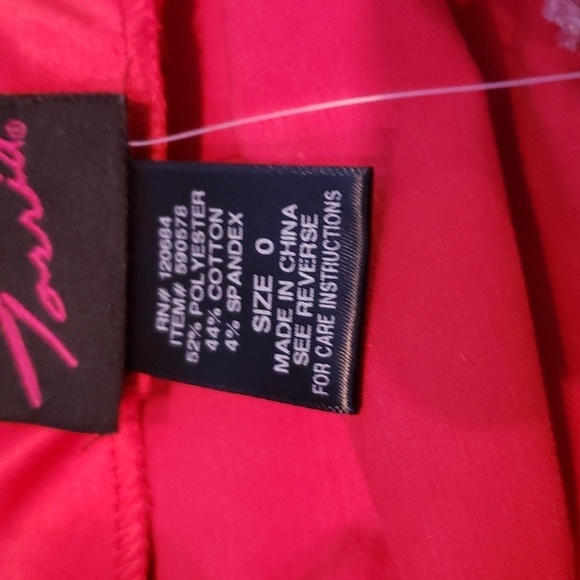 Torrid®
RN# 120684
ITEM# 590578
52% POLYESTER
44% COTTON
4% SPANDEX
SIZE 0
MADE IN CHINA
SEE REVERSE
FOR CARE INSTRUCTIONS